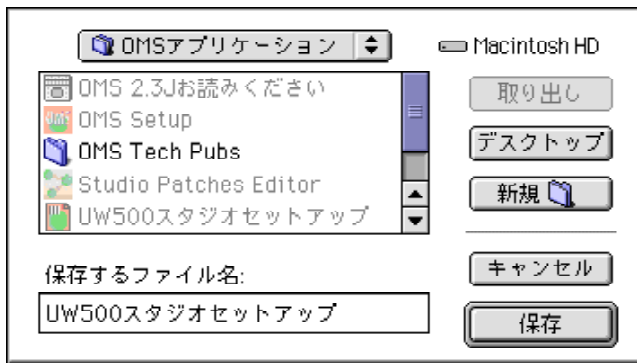 OMSアプリケーション
Macintosh HD
OMS 2.3Jお読みください
OMS Setup
OMS Tech Pubs
Studio Patches Editor
UW500スタジオセットアップ
取り出し
デスクトップ
新規
保存するファイル名:
UW500スタジオセットアップ
キャンセル
保存